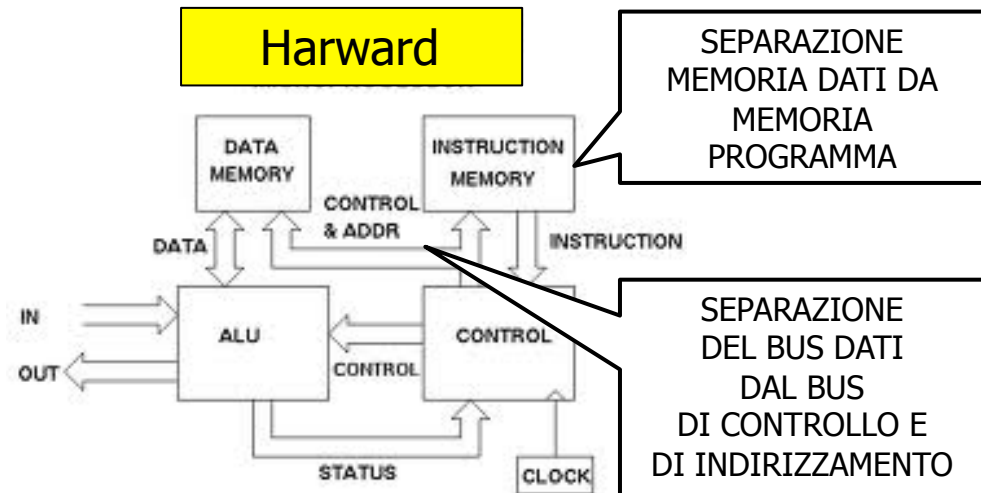 Harward
SEPARAZIONE
MEMORIA DATI DA
MEMORIA
PROGRAMMA
DATA
MEMORY
INSTRUCTION
MEMORY
CONTROL
& ADDR
DATA
INSTRUCTION
SEPARAZIONE
DEL BUS DATI
DAL BUS
DI CONTROLLO E
DI INDIRIZZAMENTO
IN
OUT
ALU
CONTROL
CONTROL
STATUS
CLOCK